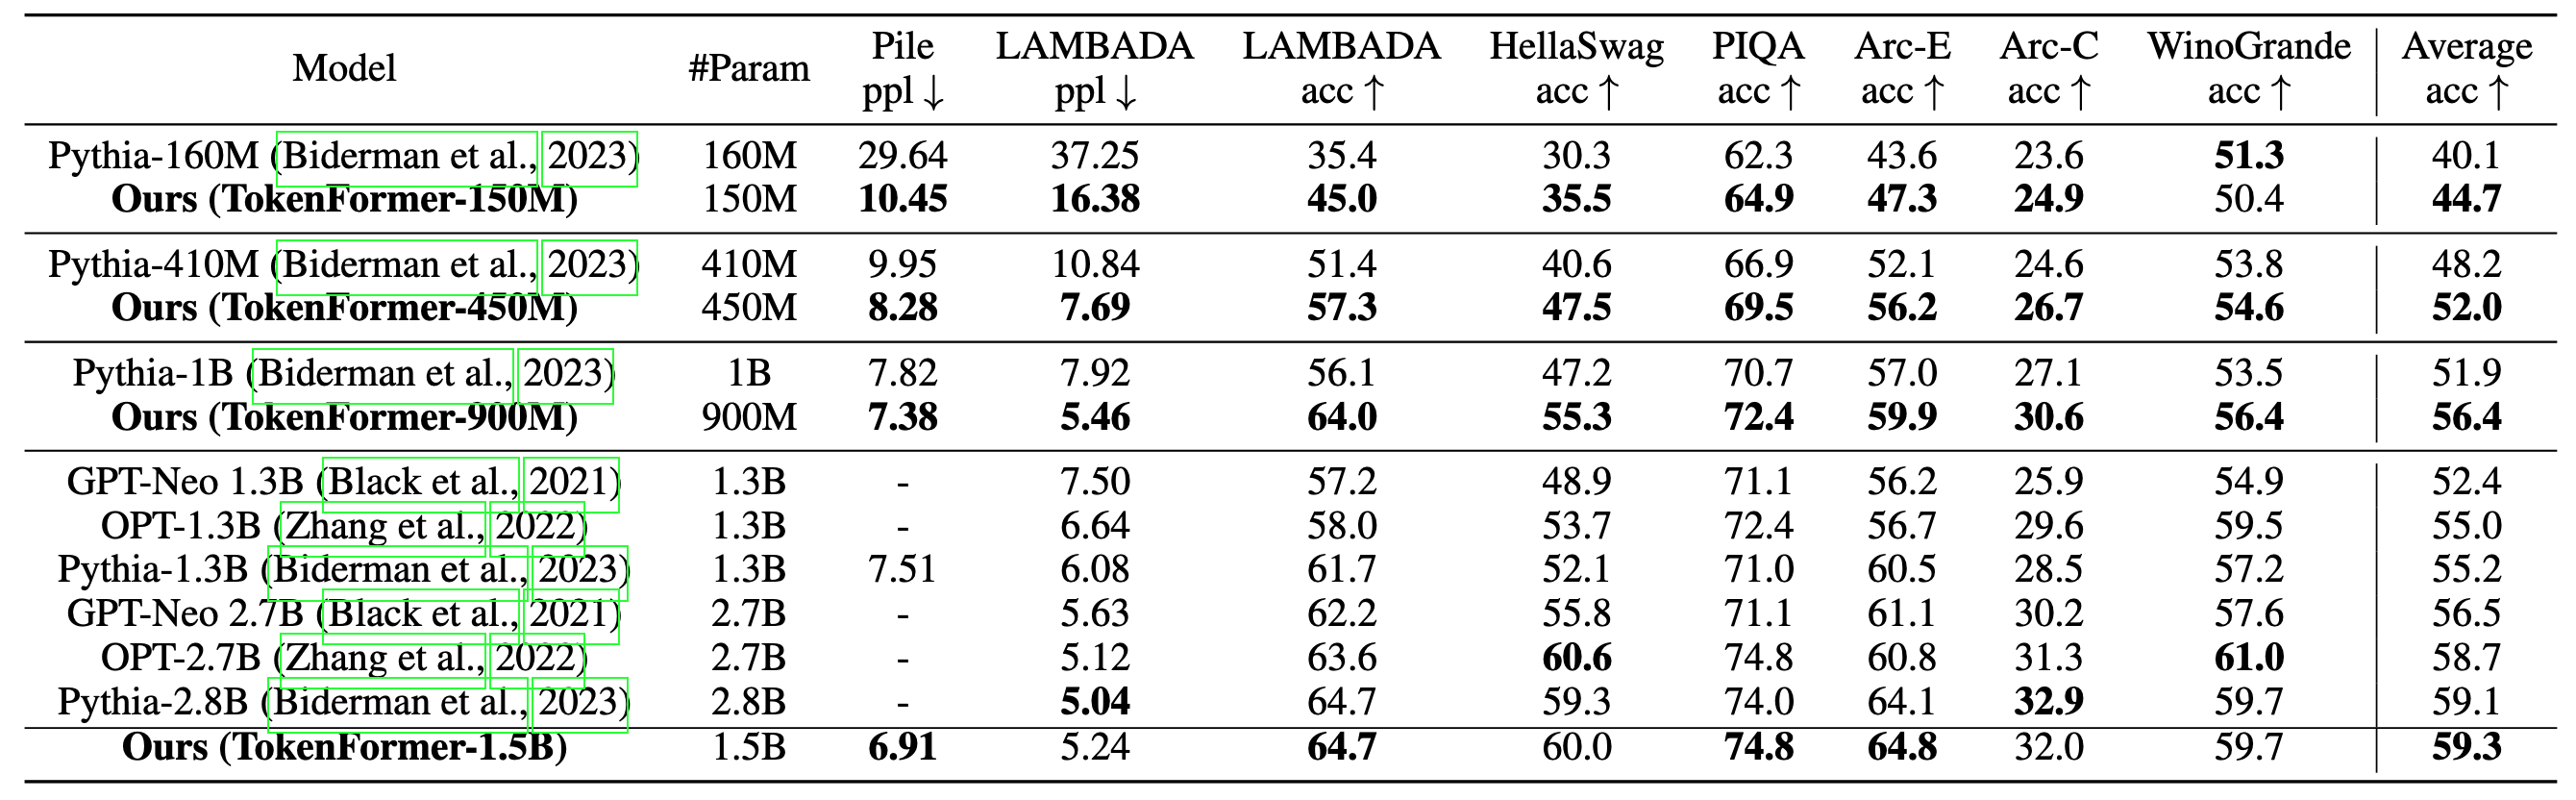 Model #Param Pile ppl ↓ LAMBADA ppl ↓ LAMBADA acc ↑ HellaSwag acc ↑ PIQA acc ↑ Arc-E acc ↑ Arc-C acc ↑ WinoGrande acc ↑ Average acc ↑
Pythia-160M (Biderman et al., 2023) 160M 29.64 37.25 35.4 30.3 62.3 43.6 23.6 51.3 40.1
Ours (TokenFormer-150M) 150M 10.45 16.38 45.0 35.5 64.9 47.3 24.9 50.4 44.7
Pythia-410M (Biderman et al., 2023) 410M 9.95 10.84 51.4 40.6 66.9 52.1 24.6 53.8 48.2
Ours (TokenFormer-450M) 450M 8.28 7.69 57.3 47.5 69.5 56.2 26.7 54.6 52.0
Pythia-1B (Biderman et al., 2023) 1B 7.82 7.92 56.1 47.2 70.7 57.0 27.1 53.5 51.9
Ours (TokenFormer-900M) 900M 7.38 5.46 64.0 55.3 72.4 59.9 30.6 56.4 56.4
GPT-Neo 1.3B (Black et al., 2021) 1.3B - 7.50 57.2 48.9 71.1 56.2 25.9 54.9 52.4
OPT-1.3B (Zhang et al., 2022) 1.3B - 6.64 58.0 53.7 72.4 56.7 29.6 59.5 55.0
Pythia-1.3B (Biderman et al., 2023) 1.3B 7.51 6.08 61.7 52.1 71.0 60.5 28.5 57.2 55.2
GPT-Neo 2.7B (Black et al., 2021) 2.7B - 5.63 62.2 55.8 71.1 61.1 30.2 57.6 56.5
OPT-2.7B (Zhang et al., 2022) 2.7B - 5.12 63.6 60.6 74.8 60.8 31.3 61.0 58.7
Pythia-2.8B (Biderman et al., 2023) 2.8B - 5.04 64.7 59.3 74.0 64.1 32.9 59.7 59.1
Ours (TokenFormer-1.5B) 1.5B 6.91 5.24 64.7 60.0 74.8 64.8 32.0 59.7 59.3